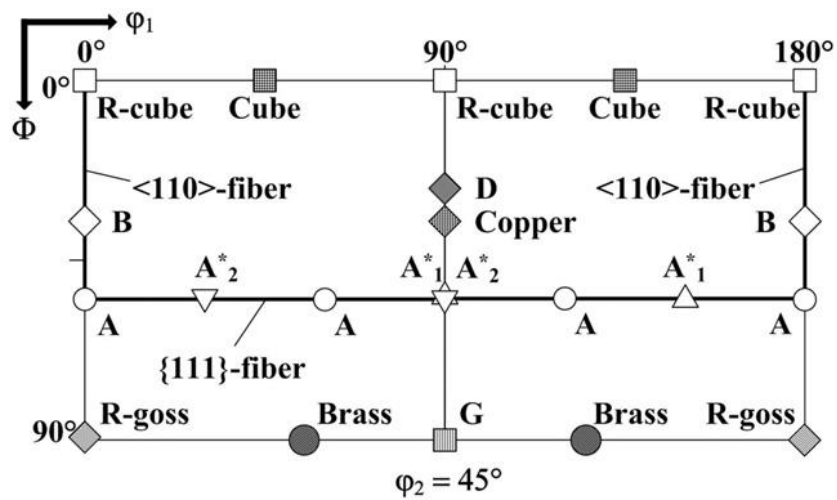 φ₁
0° 90° 180°
0°
R-cube Cube R-cube Cube R-cube
Φ
<110>-fiber D <110>-fiber
B Copper B
A*₂ A*₁ A*₂ A*₁
A A A A
{111}-fiber
R-goss Brass G Brass R-goss
90°
φ₂ = 45°